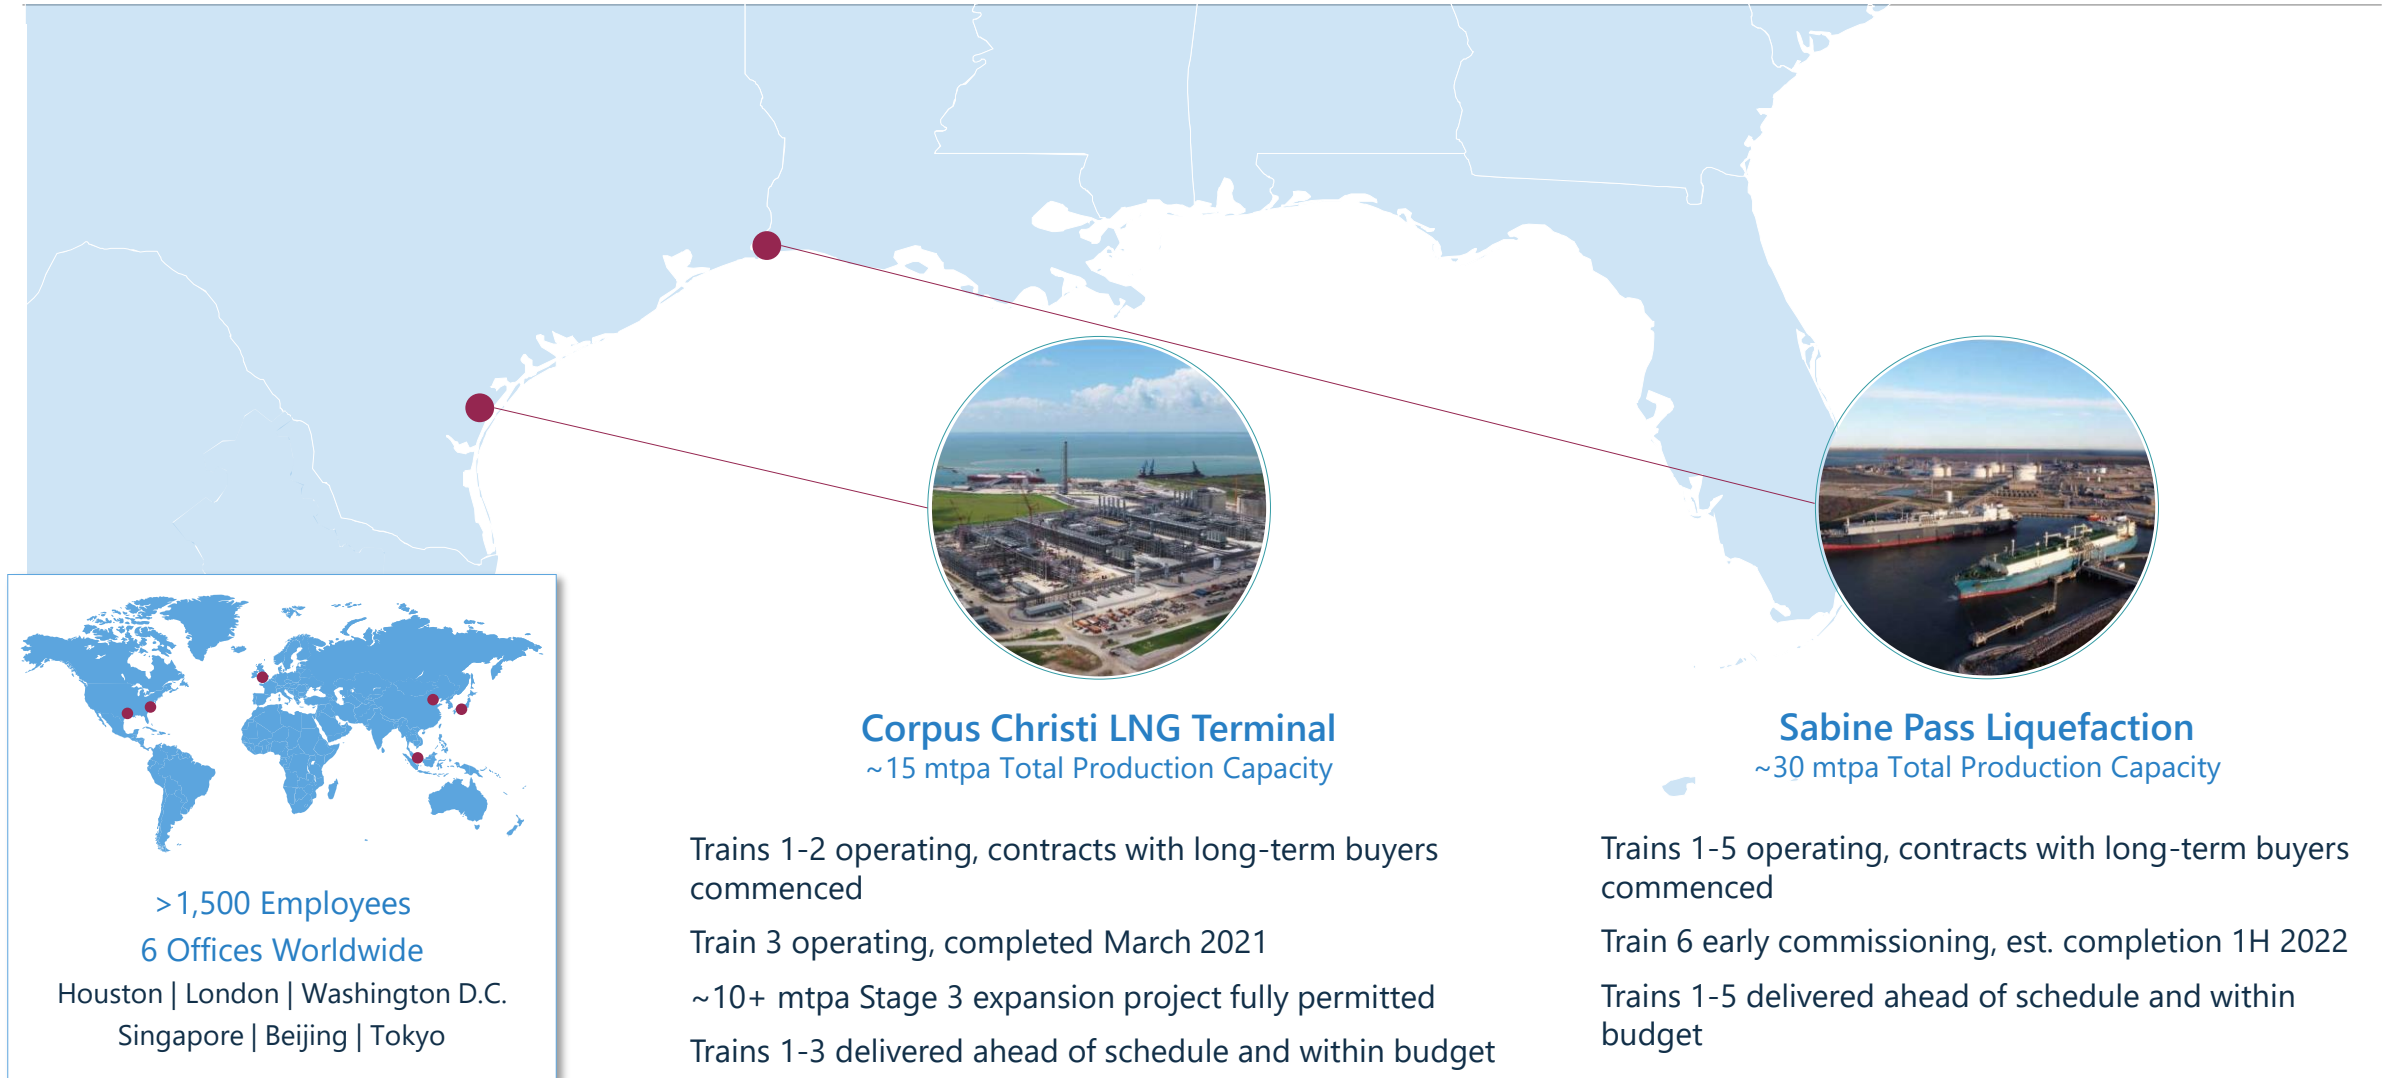 >1,500 Employees
6 Offices Worldwide
Houston | London | Washington D.C.
Singapore | Beijing | Tokyo
Corpus Christi LNG Terminal
~15 mtpa Total Production Capacity
Trains 1-2 operating, contracts with long-term buyers
commenced
Train 3 operating, completed March 2021
~10+ mtpa Stage 3 expansion project fully permitted
Trains 1-3 delivered ahead of schedule and within budget
Sabine Pass Liquefaction
~30 mtpa Total Production Capacity
Trains 1-5 operating, contracts with long-term buyers
commenced
Train 6 early commissioning, est. completion 1H 2022
Trains 1-5 delivered ahead of schedule and within
budget